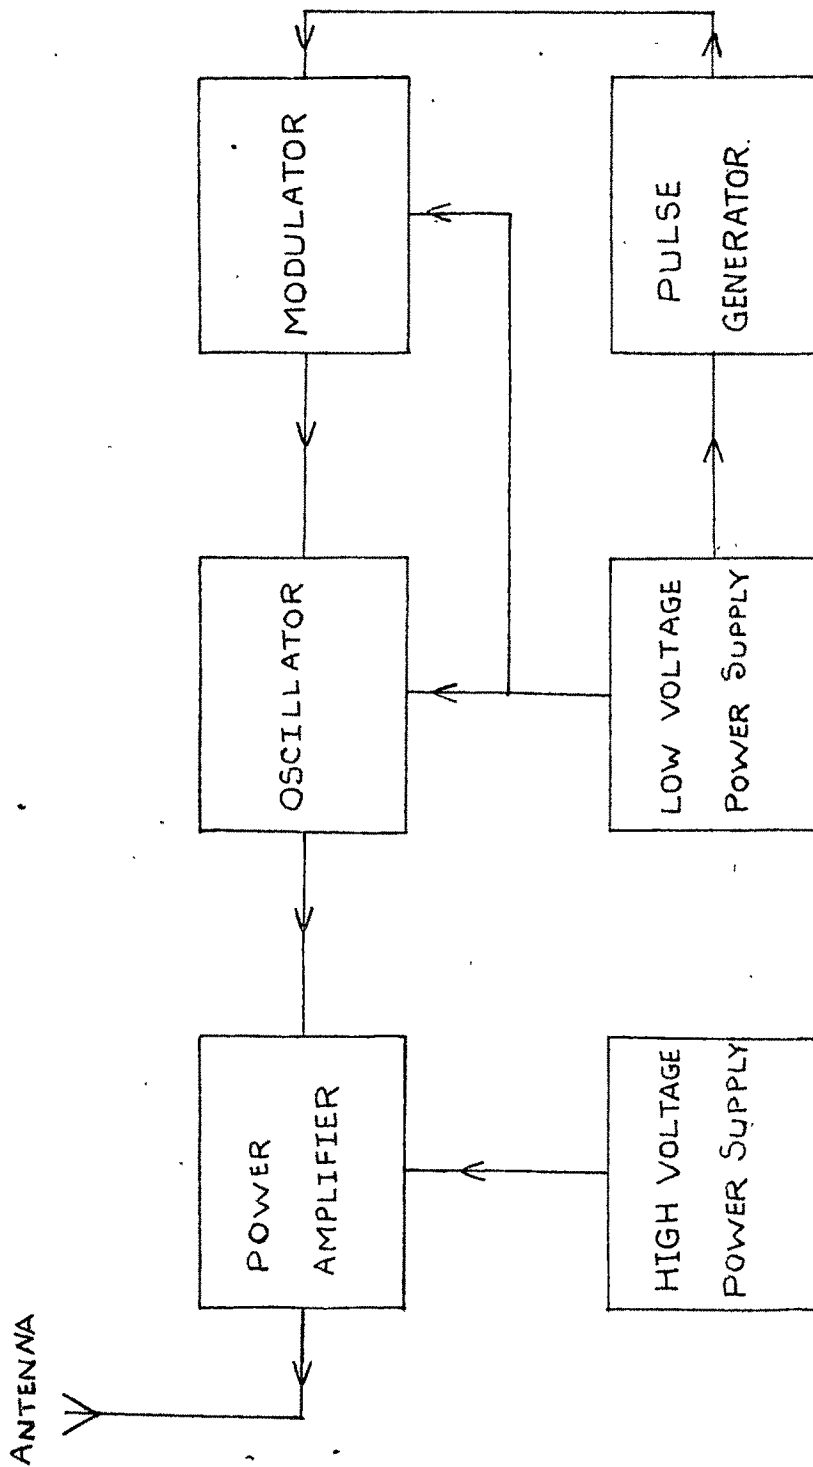 ANTENNA
POWER
AMPLIFIER
OSCILLATOR
MODULATOR
HIGH VOLTAGE
POWER SUPPLY
LOW VOLTAGE
POWER SUPPLY
PULSE
GENERATOR.